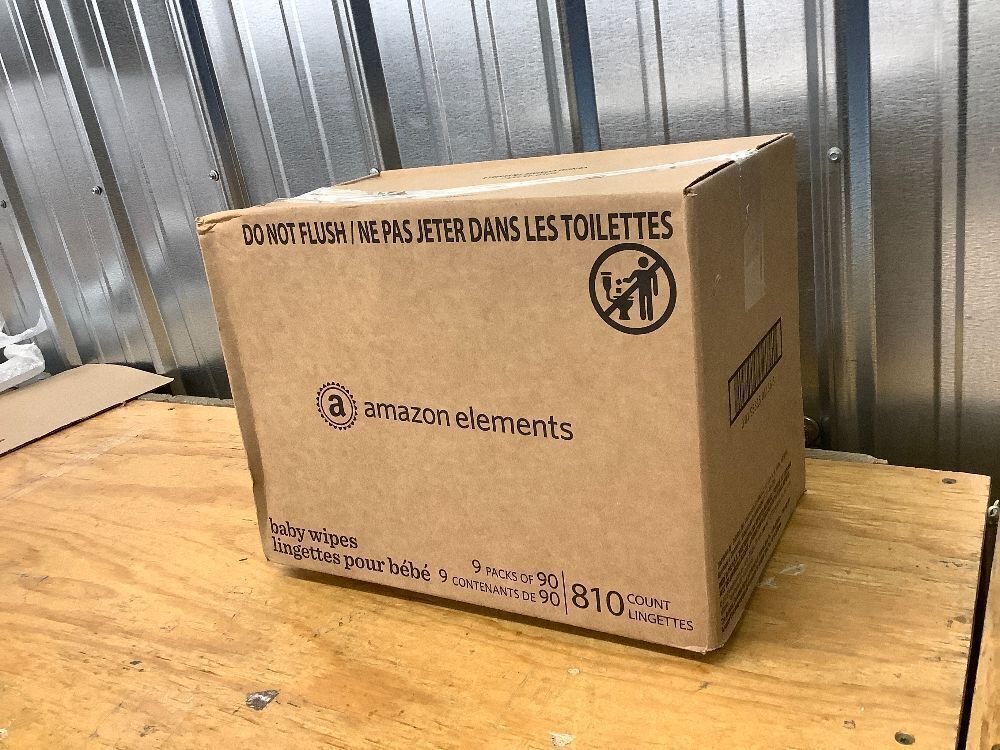 DO NOT FLUSH / NE PAS JETER DANS LES TOILETTES
a amazon elements
baby wipes
lingettes pour bébé
9 PACKS OF 90
9 CONTENANTS DE 90
810 COUNT
LINGETTES